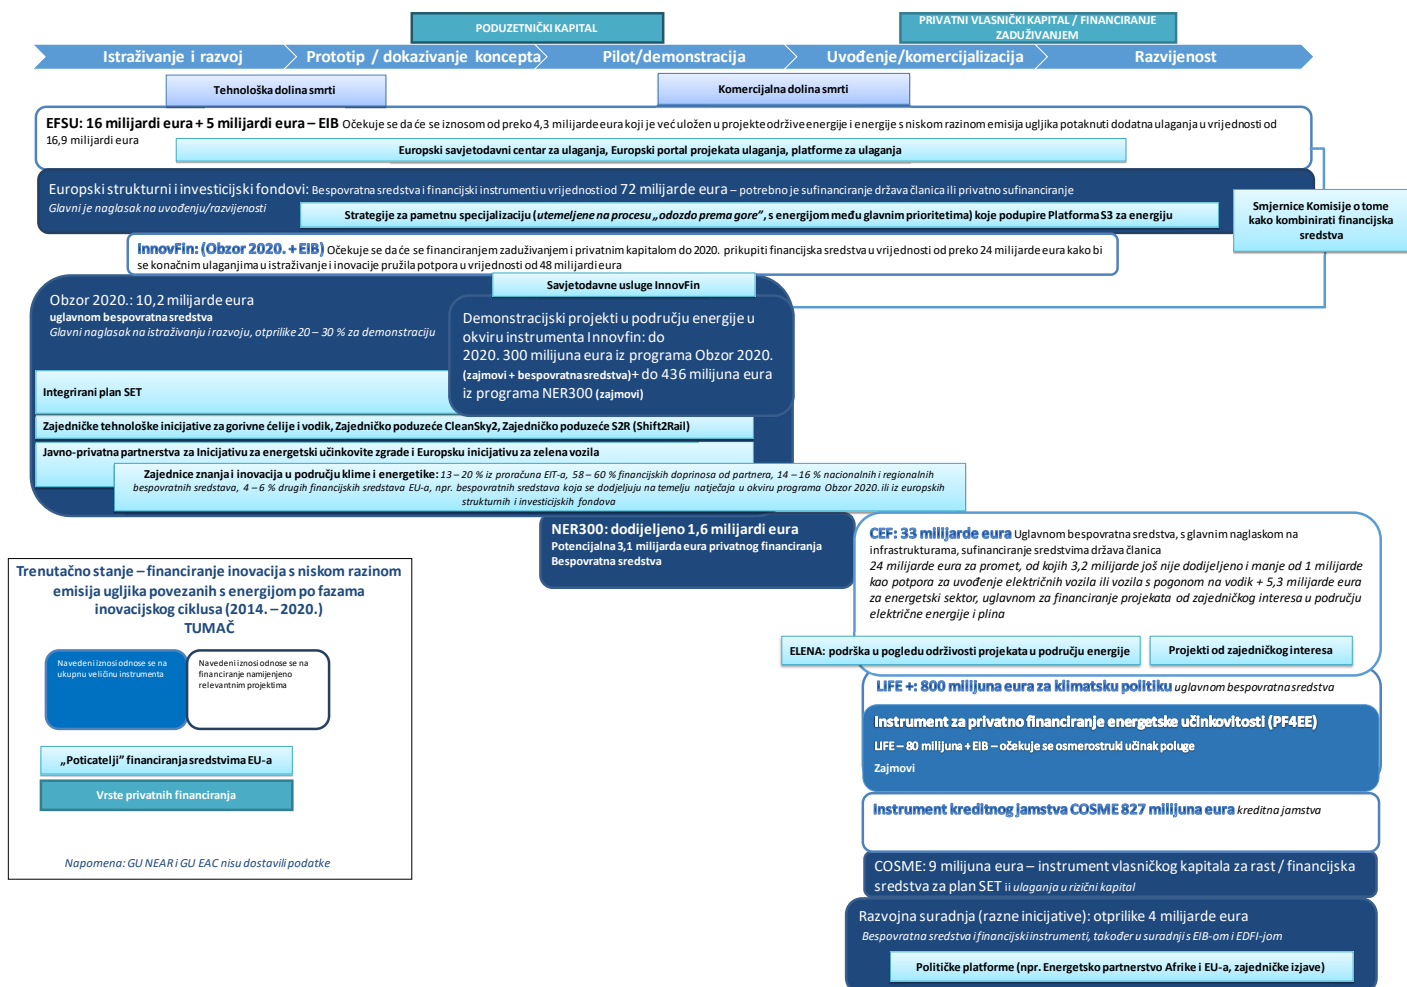 PODUZETNIČKI KAPITAL
PRIVATNI VLASNIČKI KAPITAL / FINANCIRANJE
ZADUŽIVANJEM
Istraživanje i razvoj
Prototip / dokazivanje koncepta
Pilot/demonstracija
Uvođenje/komercijalizacija
Razvijenost
Tehnološka dolina smrti
Komercijalna dolina smrti
EFSU: 16 milijardi eura + 5 milijardi eura – EIB Očekuje se da će se iznosom od preko 4,3 milijarde eura koji je već uložen u projekte održive energije i energije s niskom razinom emisija ugljika potaknuti dodatna ulaganja u vrijednosti od
16,9 milijardi eura
Europski savjetodavni centar za ulaganja, Europski portal projekata ulaganja, platforme za ulaganja
Europski strukturni i investicijski fondovi: Bespovratna sredstva i financijski instrumenti u vrijednosti od 72 milijarde eura – potrebno je sufinanciranje država članica ili privatno sufinanciranje
Glavni je naglasak na uvođenju/razvijenosti
Strategije za pametnu specijalizaciju (utemeljene na procesu „odozdo prema gore”, s energijom među glavnim prioritetima) koje podupire Platforma S3 za energiju
Smjernice Komisije o tome
kako kombinirati financijska
sredstva
InnovFin: (Obzor 2020. + EIB) Očekuje se da će se financiranjem zaduživanjem i privatnim kapitalom do 2020. prikupiti financijska sredstva u vrijednosti od preko 24 milijarde eura kako bi
se konačnim ulaganjima u istraživanje i inovacije pružila potpora u vrijednosti od 48 milijardi eura
Savjetodavne usluge InnovFin
Obzor 2020.: 10,2 milijarde eura
uglavnom bespovratna sredstva
Glavni naglasak na istraživanju i razvoju, otprilike 20 – 30 % za demonstraciju
Demonstracijski projekti u području energije u
okviru instrumenta Innovfin: do
2020. 300 milijuna eura iz programa Obzor 2020.
(zajmovi + bespovratna sredstva)+ do 436 milijuna eura
iz programa NER300 (zajmovi)
Integrirani plan SET
Zajedničke tehnološke inicijative za gorivne ćelije i vodik, Zajedničko poduzeće CleanSky2, Zajedničko poduzeće S2R (Shift2Rail)
Javno-privatna partnerstva za Inicijativu za energetski učinkovite zgrade i Europsku inicijativu za zelena vozila
Zajednice znanja i inovacija u području klime i energetike: 13 – 20 % iz proračuna EIT-a, 58 – 60 % financijskih doprinosa od partnera, 14 – 16 % nacionalnih i regionalnih
bespovratnih sredstava, 4 – 6 % drugih financijskih sredstava EU-a, npr. bespovratnih sredstava koja se dodjeljuju na temelju natječaja u okviru programa Obzor 2020. ili iz europskih
strukturnih i investicijskih fondova
NER300: dodijeljeno 1,6 milijardi eura
Potencijalna 3,1 milijarda eura privatnog financiranja
Bespovratna sredstva
CEF: 33 milijarde eura Uglavnom bespovratna sredstva, s glavnim naglaskom na
infrastrukturama, sufinanciranje sredstvima država članica
24 milijarde eura za promet, od kojih 3,2 milijarde još nije dodijeljeno i manje od 1 milijarde
kao potpora za uvođenje električnih vozila ili vozila s pogonom na vodik + 5,3 milijarde eura
za energetski sektor, uglavnom za financiranje projekata od zajedničkog interesa u području
električne energije i plina
ELENA: podrška u pogledu održivosti projekata u području energije
Projekti od zajedničkog interesa
LIFE +: 800 milijuna eura za klimatsku politiku uglavnom bespovratna sredstva
Instrument za privatno financiranje energetske učinkovitosti (PF4EE)
LIFE – 80 milijuna + EIB – očekuje se osmerostruki učinak poluge
Zajmovi
Instrument kreditnog jamstva COSME 827 milijuna eura kreditna jamstva
COSME: 9 milijuna eura – instrument vlasničkog kapitala za rast / financijska
sredstva za plan SET ii ulaganja u rizični kapital
Razvojna suradnja (razne inicijative): otprilike 4 milijarde eura
Bespovratna sredstva i financijski instrumenti, također u suradnji s EIB-om i EDFI-jom
Političke platforme (npr. Energetsko partnerstvo Afrike i EU-a, zajedničke izjave)
Trenutačno stanje – financiranje inovacija s niskom razinom
emisija ugljika povezanih s energijom po fazama
inovacijskog ciklusa (2014. – 2020.)
TUMAČ
Navedeni iznosi odnose se na
ukupnu veličinu instrumenta
Navedeni iznosi odnose se na
financiranje namijenjeno
relevantnim projektima
„Poticatelji” financiranja sredstvima EU-a
Vrste privatnih financiranja
Napomena: GU NEAR i GU EAC nisu dostavili podatke